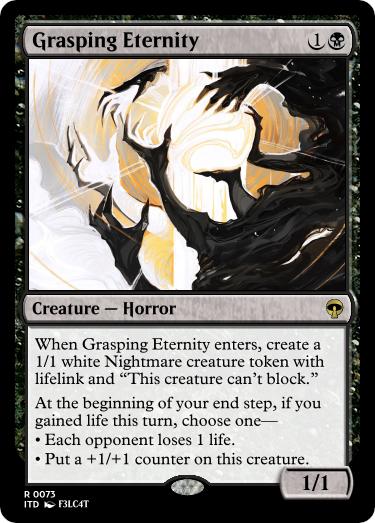 Grasping Eternity
1
Creature — Horror
When Grasping Eternity enters, create a
1/1 white Nightmare creature token with
lifelink and “This creature can’t block.”
At the beginning of your end step, if you
gained life this turn, choose one—
• Each opponent loses 1 life.
• Put a +1/+1 counter on this creature.
1/1
R 0073
ITD F3LC4T